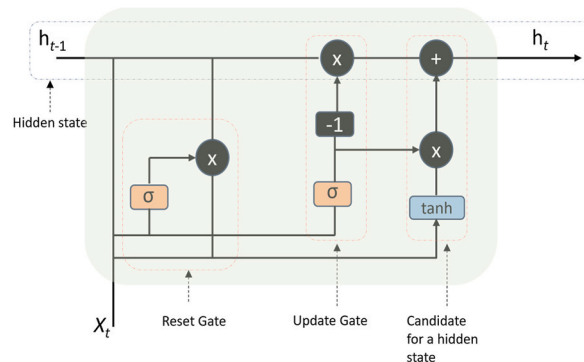 h_{t-1}
h_t
x
+
Hidden state
-1
x
x
σ
σ
tanh
X_t
Reset Gate
Update Gate
Candidate
for a hidden
state